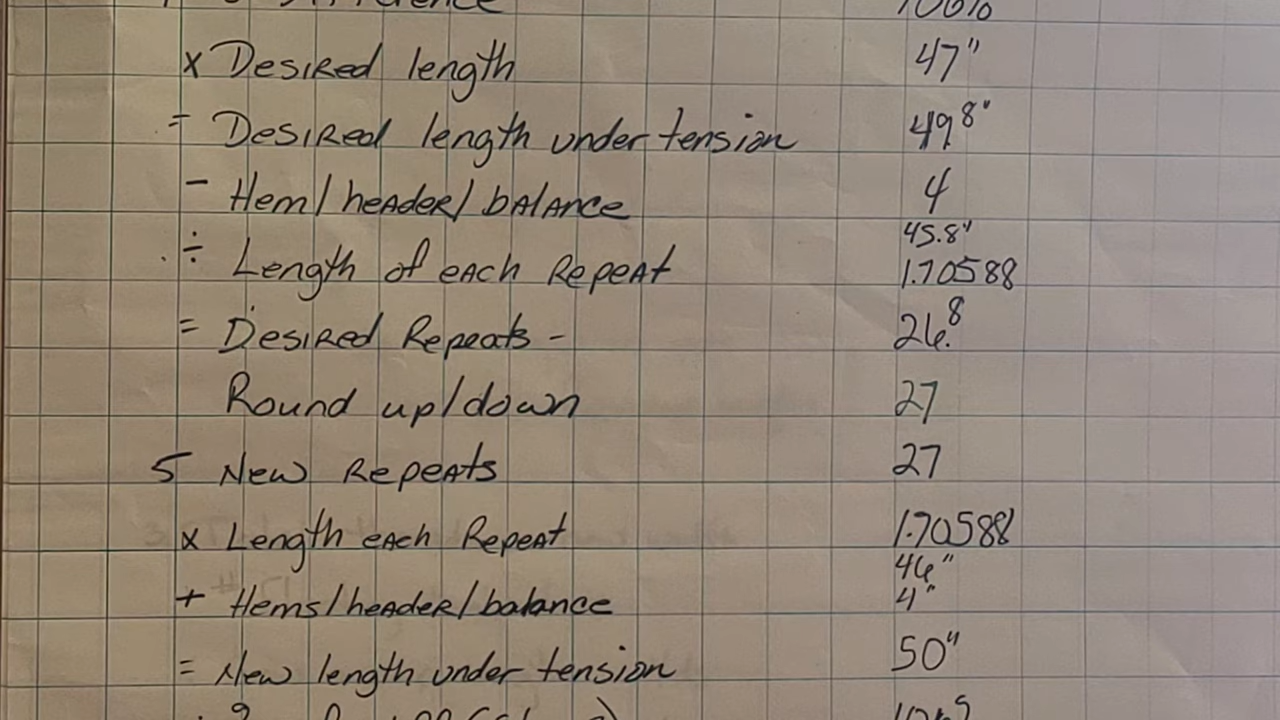 x Desired length 47"
= Desired length under tension 49.8"
- Hem/header/balance 4
45.8"
÷ Length of each Repeat 1.70588
= Desired Repeats - 26.8
Round up/down 27
5 New Repeats 27
x Length each Repeat 1.70588
46"
+ Hems/header/balance 4"
= New length under tension 50"